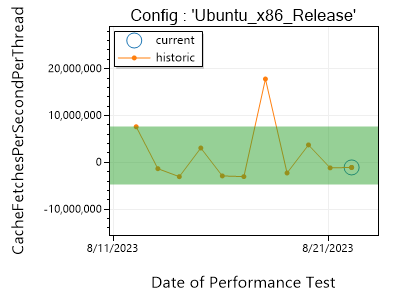 Config : 'Ubuntu_x86_Release'
CacheFetchesPerSecondPerThread
current
historic
20,000,000
10,000,000
0
-10,000,000
8/11/2023
8/21/2023
Date of Performance Test